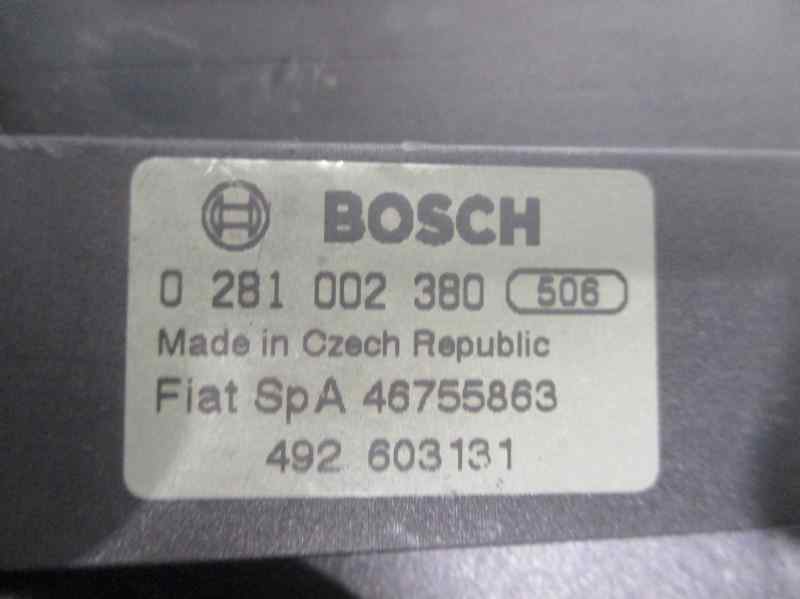 BOSCH
0 281 002 380 506
Made in Czech Republic
Fiat SpA 46755863
492 603131